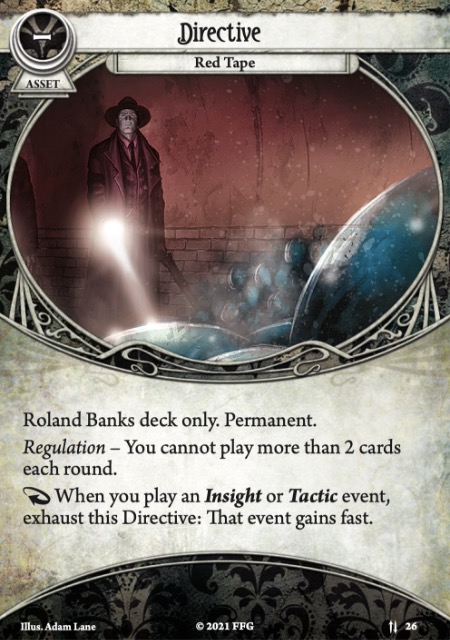 Directive
ASSET
Red Tape
Roland Banks deck only. Permanent.
Regulation – You cannot play more than 2 cards
each round.
When you play an Insight or Tactic event,
exhaust this Directive: That event gains fast.
Illus. Adam Lane
© 2021 FFG
26